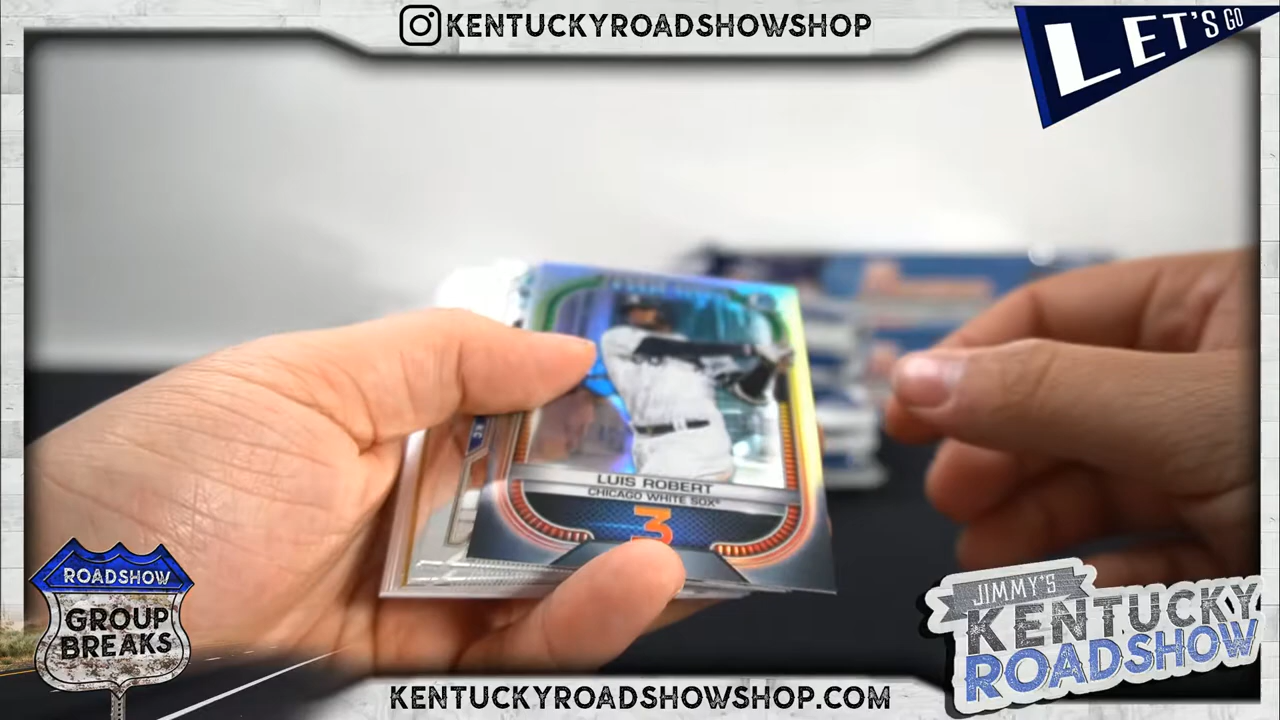 KENTUCKYROADSHOWSHOP
LET'S GO
LUIS ROBERT
CHICAGO WHITE SOX
3
ROADSHOW
GROUP
BREAKS
JIMMY'S
KENTUCKY
ROADSHOW
KENTUCKYROADSHOWSHOP.COM